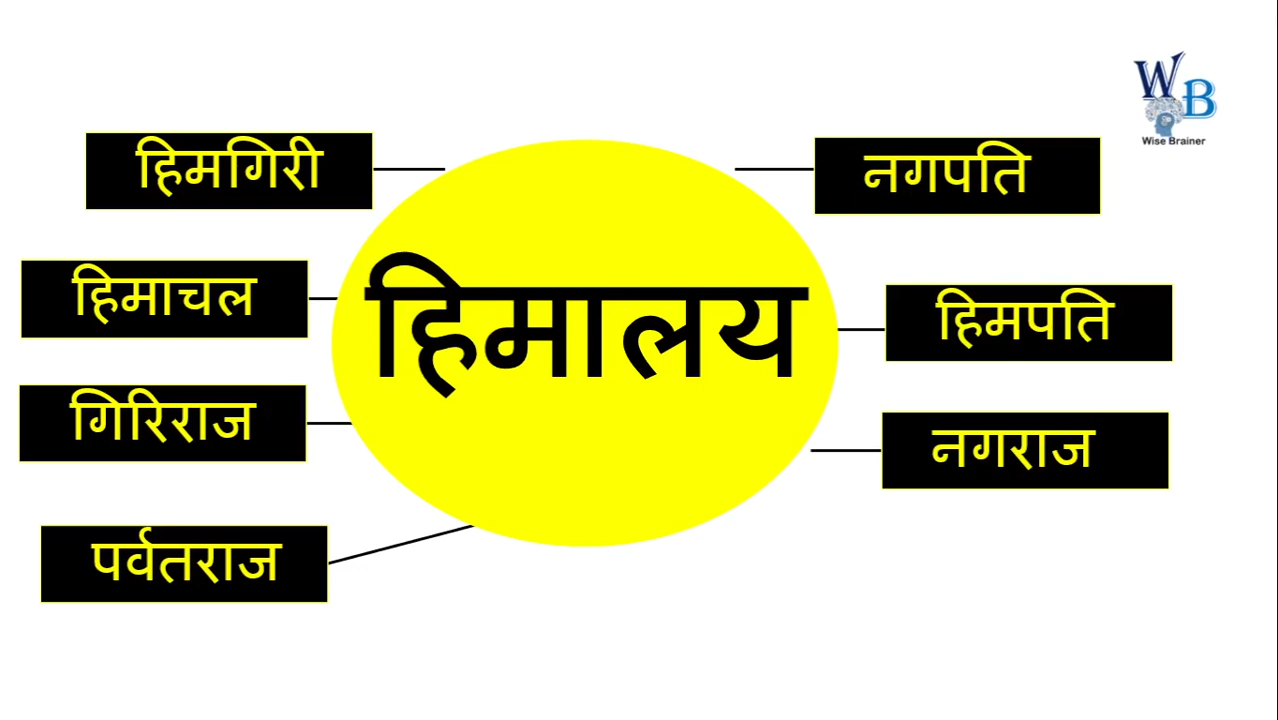 हिमगिरी
हिमाचल
गिरिराज
पर्वतराज
हिमालय
नगपति
हिमपति
नगराज
WB
Wise Brainer